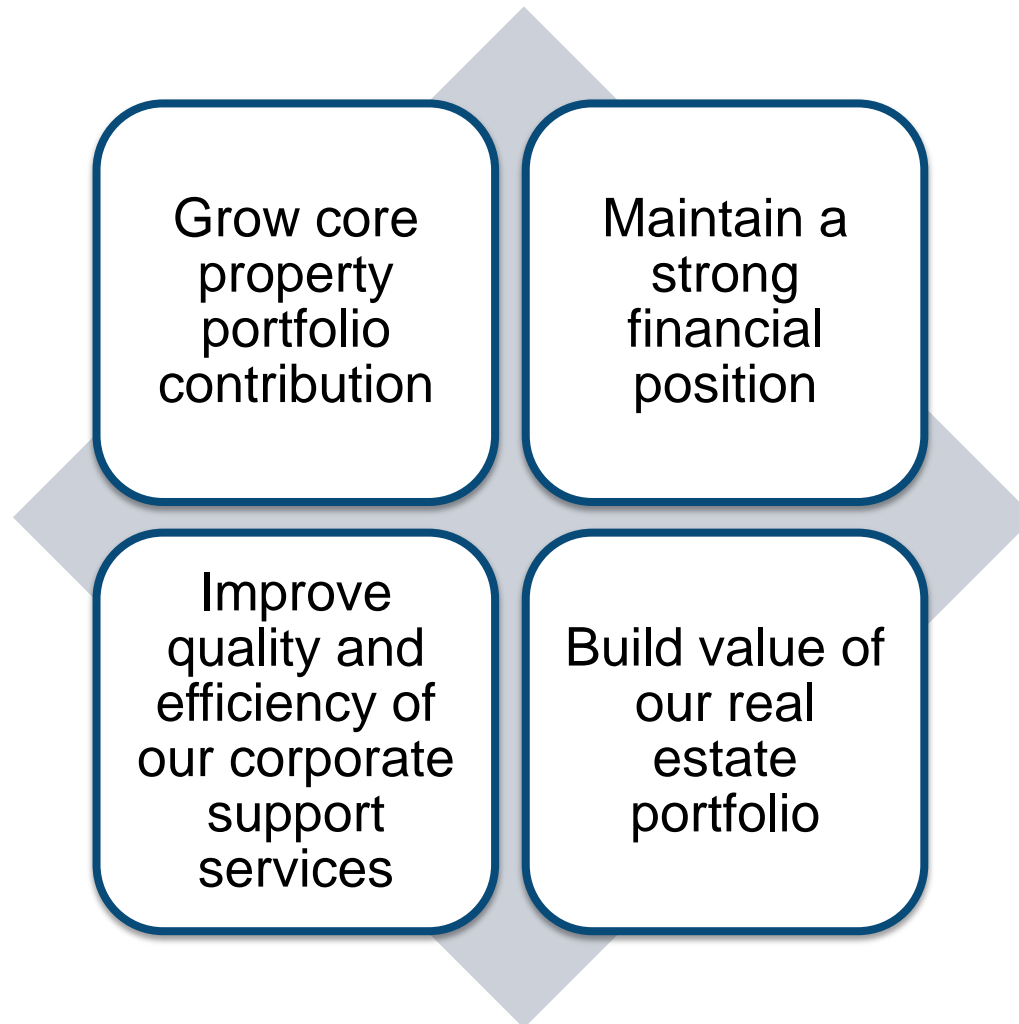 Grow core
property
portfolio
contribution
Maintain a
strong
financial
position
Improve
quality and
efficiency of
our corporate
support
services
Build value of
our real
estate
portfolio